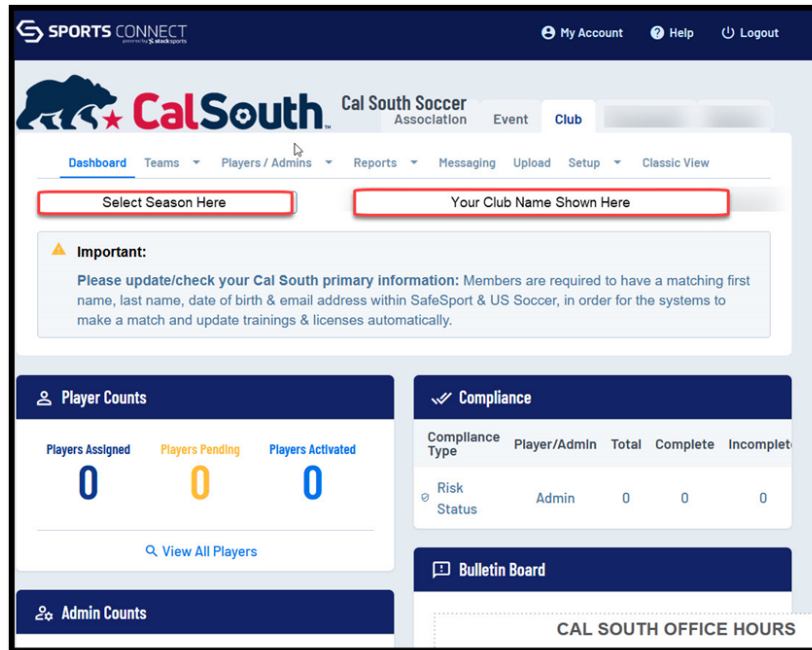 SPORTS CONNECT
powered by stacksports
My Account
Help
Logout
CalSouth
Cal South Soccer
Association
Event
Club
Dashboard
Teams
Players / Admins
Reports
Messaging
Upload
Setup
Classic View
Select Season Here
Your Club Name Shown Here
Important:
Please update/check your Cal South primary information: Members are required to have a matching first
name, last name, date of birth & email address within SafeSport & US Soccer, in order for the systems to
make a match and update trainings & licenses automatically.
Player Counts
Players Assigned
Players Pending
Players Activated
0
0
0
View All Players
Admin Counts
Compliance
Compliance
Type
Player/Admin
Total
Complete
Incomplet
Risk
Status
Admin
0
0
0
Bulletin Board
CAL SOUTH OFFICE HOURS